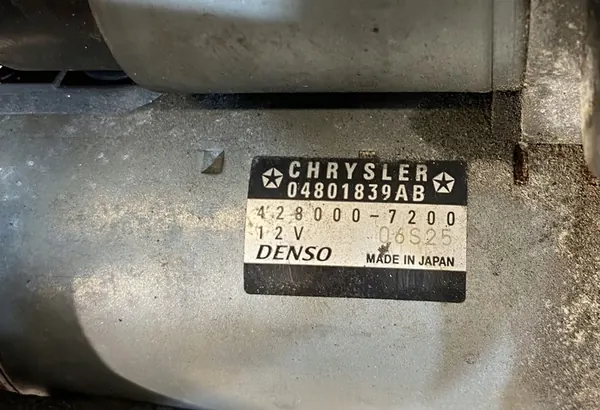 CHRYSLER
04801839AB
428000-7200
12V 06S25
DENSO MADE IN JAPAN